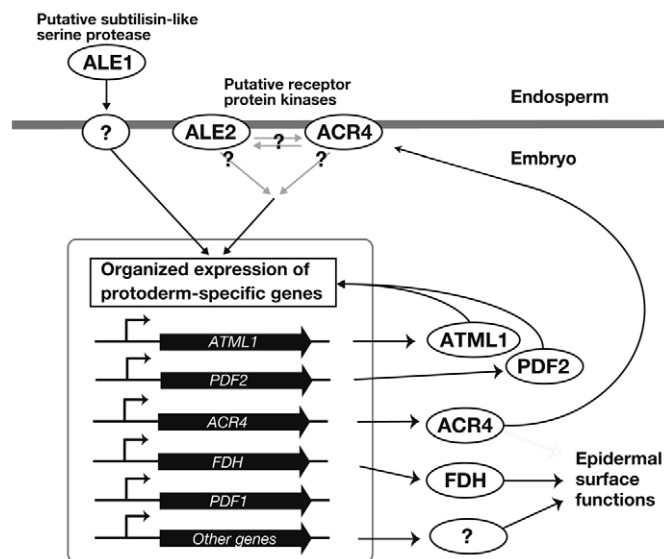 Putative subtilisin-like
serine protease
ALE1
Putative receptor
protein kinases
Endosperm
?
ALE2
?
ACR4
?
?
Embryo
Organized expression of
protoderm-specific genes
ATML1
ATML1
PDF2
PDF2
ACR4
ACR4
FDH
FDH
Epidermal
surface
functions
PDF1
Other genes
?